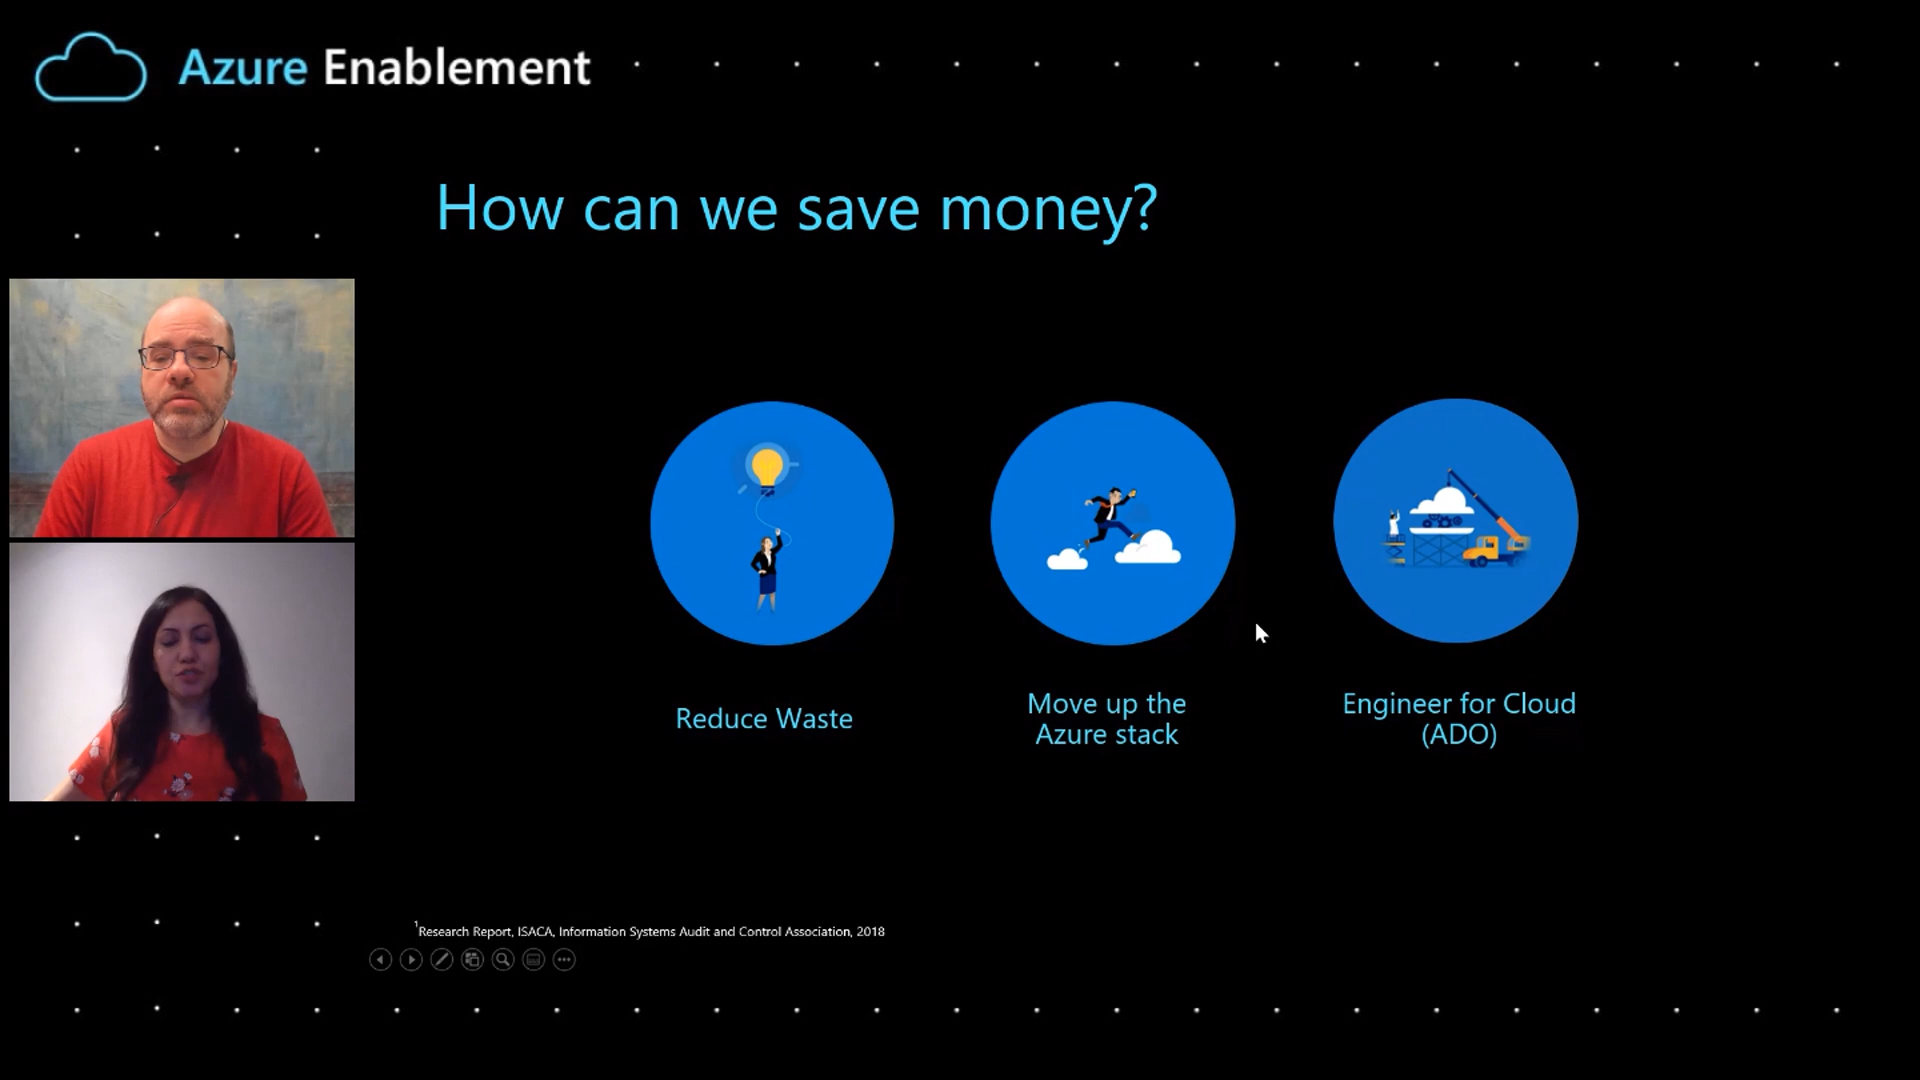 Azure Enablement
How can we save money?
Reduce Waste
Move up the
Azure stack
Engineer for Cloud
(ADO)
¹Research Report, ISACA, Information Systems Audit and Control Association, 2018